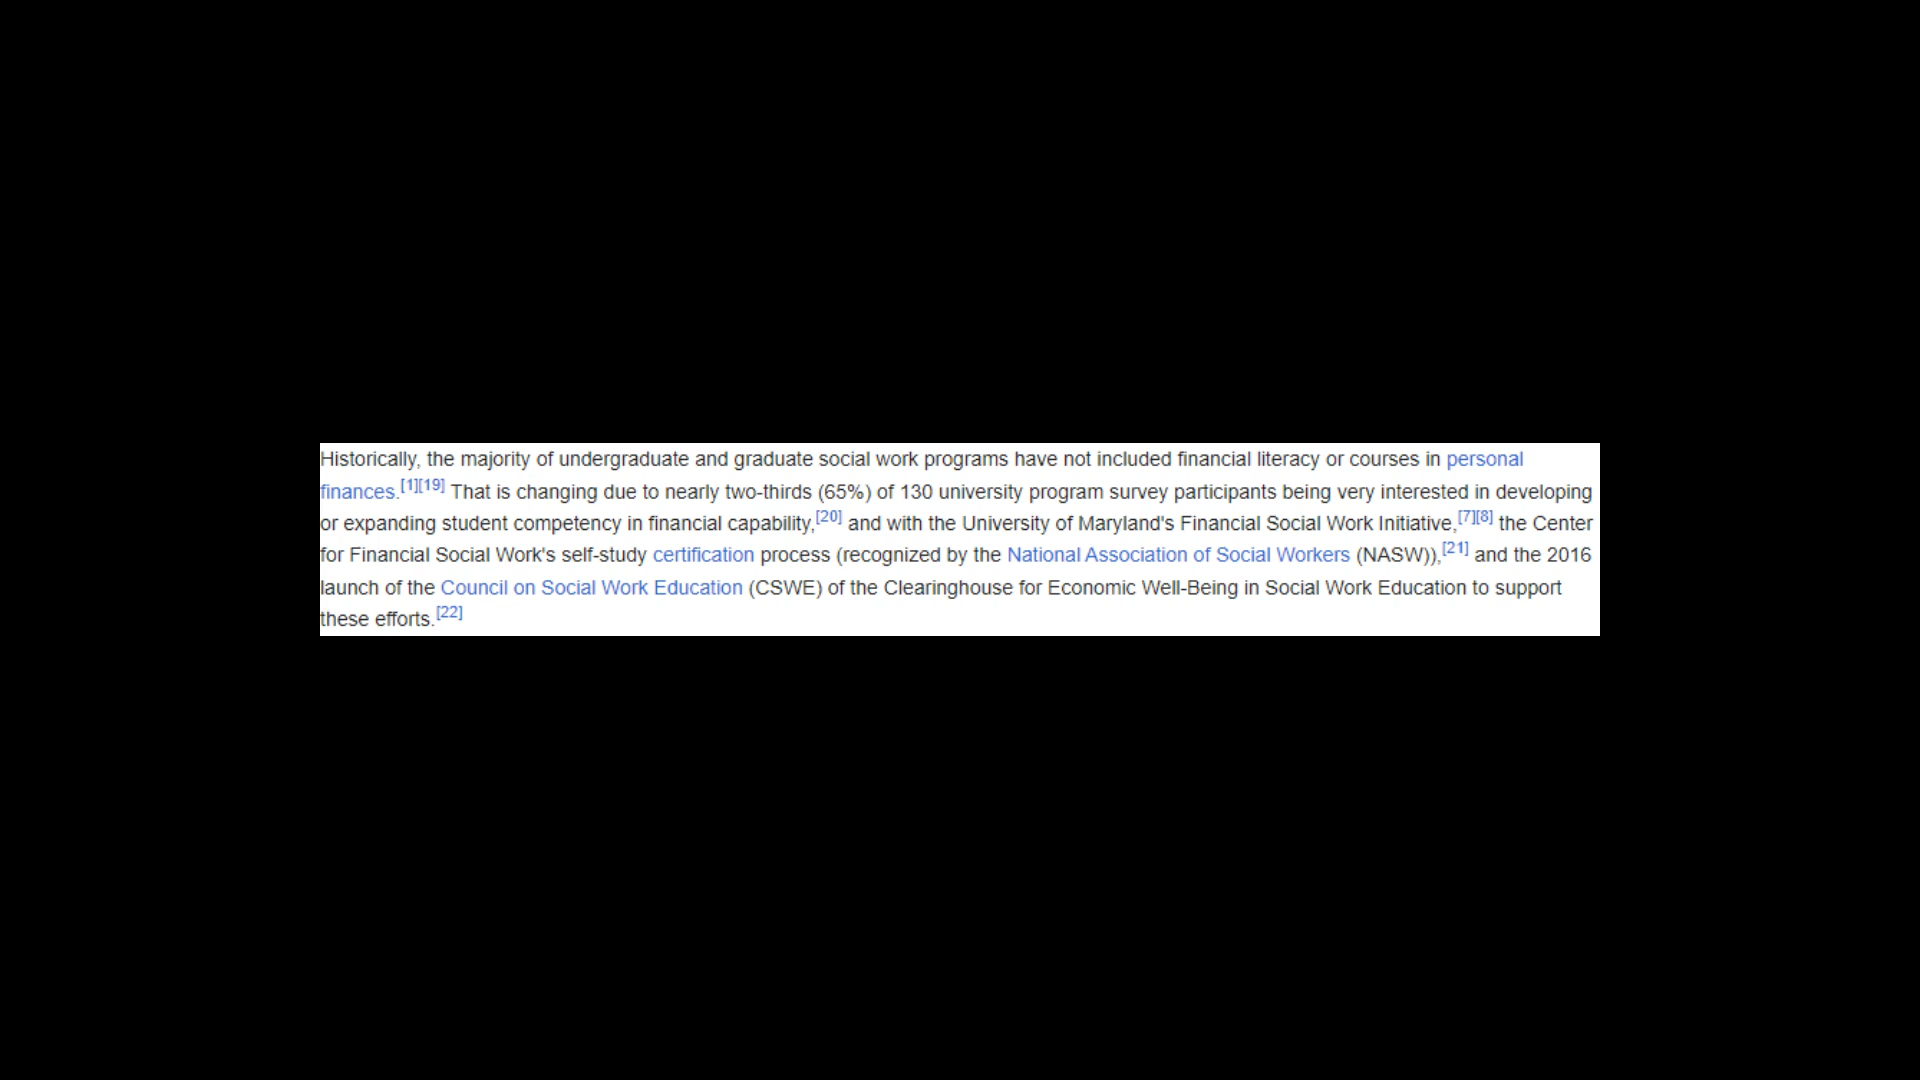 Historically, the majority of undergraduate and graduate social work programs have not included financial literacy or courses in personal
finances.[1][19] That is changing due to nearly two-thirds (65%) of 130 university program survey participants being very interested in developing
or expanding student competency in financial capability,[20] and with the University of Maryland's Financial Social Work Initiative,[7][8] the Center
for Financial Social Work's self-study certification process (recognized by the National Association of Social Workers (NASW)),[21] and the 2016
launch of the Council on Social Work Education (CSWE) of the Clearinghouse for Economic Well-Being in Social Work Education to support
these efforts.[22]